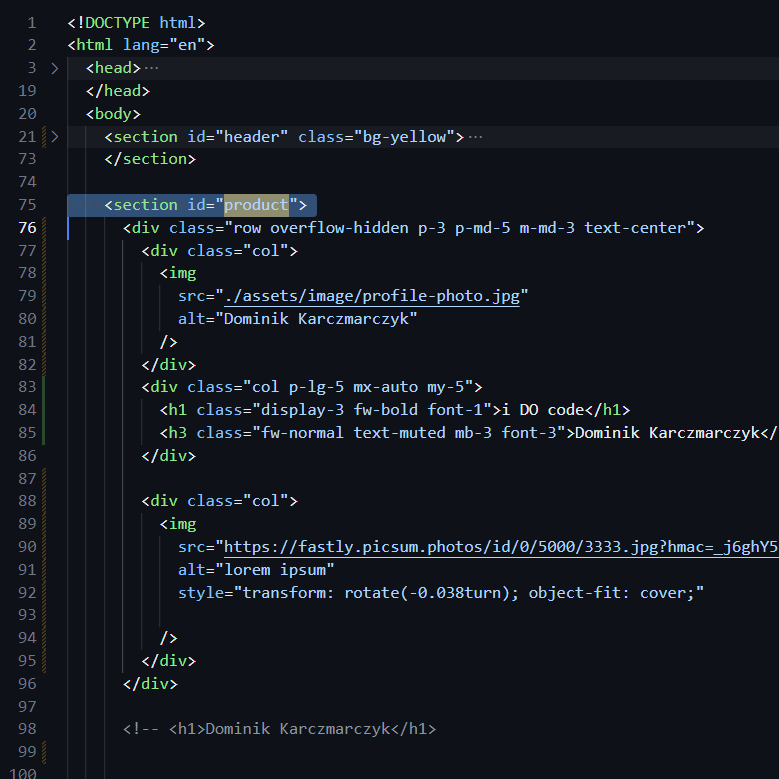 1 <!DOCTYPE html>
2 <html lang="en">
3 <head>···
19 </head>
20 <body>
21 <section id="header" class="bg-yellow">···
73 </section>
74
75 <section id="product">
76 <div class="row overflow-hidden p-3 p-md-5 m-md-3 text-center">
77 <div class="col">
78 <img
79 src="./assets/image/profile-photo.jpg"
80 alt="Dominik Karczmarczyk"
81 />
82 </div>
83 <div class="col p-lg-5 mx-auto my-5">
84 <h1 class="display-3 fw-bold font-1">i DO code</h1>
85 <h3 class="fw-normal text-muted mb-3 font-3">Dominik Karczmarczyk</
86 </div>
87
88 <div class="col">
89 <img
90 src="https://fastly.picsum.photos/id/0/5000/3333.jpg?hmac=_j6ghY5
91 alt="lorem ipsum"
92 style="transform: rotate(-0.038turn); object-fit: cover;"
93
94 />
95 </div>
96 </div>
97
98 <!-- <h1>Dominik Karczmarczyk</h1>
99
100